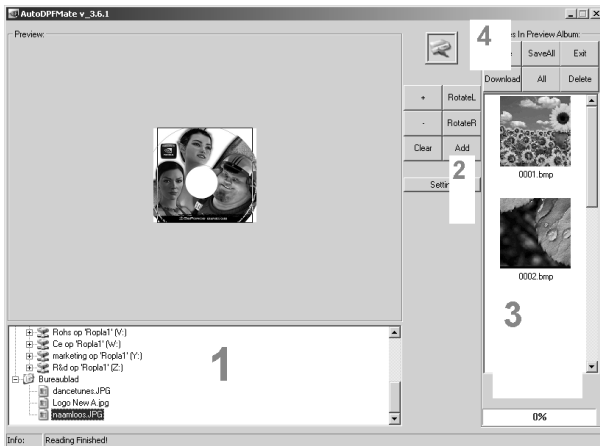 AutoDPFMate v_3.6.1
Preview:
4
s In Preview Album:
SaveAll
Exit
Download
All
Delete
+
RotateL
-
RotateR
Clear
Add
2
Setti
0001.bmp
0002.bmp
3
Rohs op 'Ropla1' (V:)
Ce op 'Ropla1' (W:)
marketing op 'Ropla1' (Y:)
R&d op 'Ropla1' (Z:)
1
Bureaublad
dancetunes.JPG
Logo New A.jpg
naamloos.JPG
0%
Info:
Reading Finished!